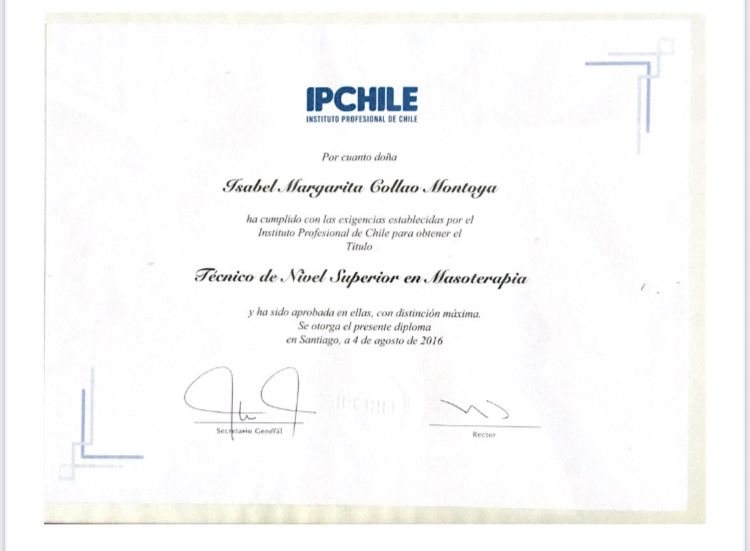 IPCHILE
INSTITUTO PROFESIONAL DE CHILE
Por cuanto doña
Isabel Margarita Collao Montoya
ha cumplido con las exigencias establecidas por el
Instituto Profesional de Chile para obtener el
Título
Técnico de Nivel Superior en Masoterapia
y ha sido aprobada en ellas, con distinción máxima.
Se otorga el presente diploma
en Santiago, a 4 de agosto de 2016
Secretario General
Rector